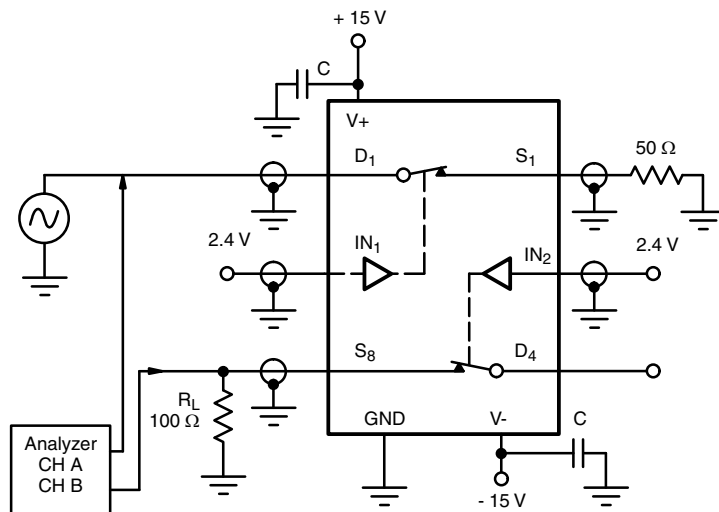 + 15 V
C
V+
D1
S1
50 Ω
2.4 V
IN1
IN2
2.4 V
S8
D4
RL
100 Ω
GND
V-
C
Analyzer
CH A
CH B
- 15 V